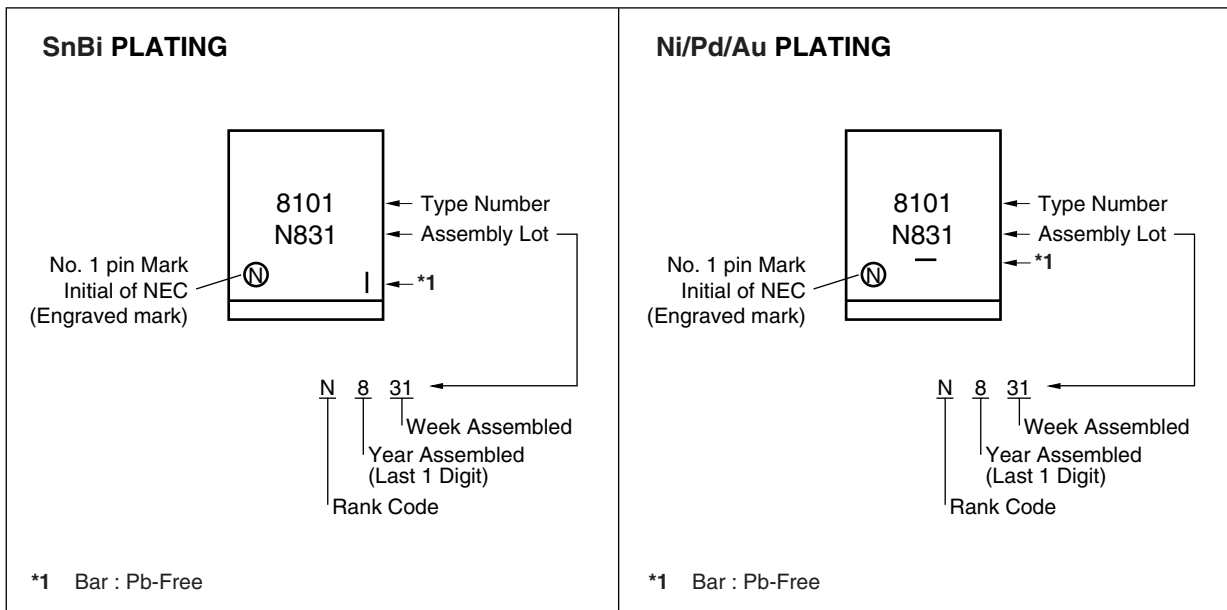 SnBi PLATING
8101
N831
N
Type Number
Assembly Lot
*1
No. 1 pin Mark
Initial of NEC
(Engraved mark)
N 8 31
Week Assembled
Year Assembled
(Last 1 Digit)
Rank Code
*1 Bar : Pb-Free
Ni/Pd/Au PLATING
8101
N831
N
Type Number
Assembly Lot
*1
No. 1 pin Mark
Initial of NEC
(Engraved mark)
N 8 31
Week Assembled
Year Assembled
(Last 1 Digit)
Rank Code
*1 Bar : Pb-Free